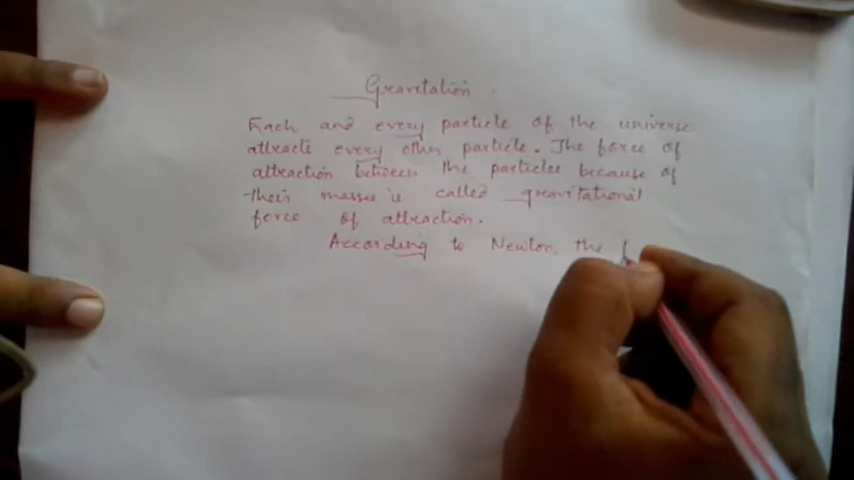 Gravitation
Each and every particle of the universe
attracts every other particle. The force of
attraction between the particles because of
their masses is called gravitational
force of attraction.
According to Newton, the f